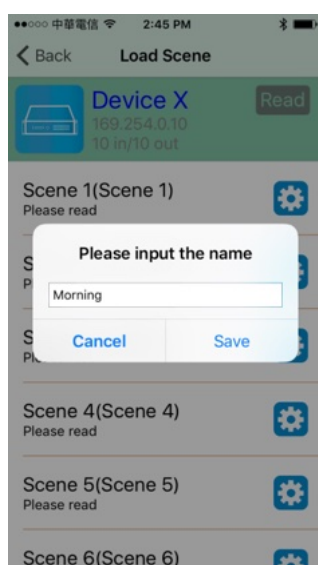 中華電信 2:45 PM
Back Load Scene
Device X Read
169.254.0.10
10 in/10 out
Scene 1(Scene 1)
Please read
Please input the name
Morning
Cancel Save
Scene 4(Scene 4)
Please read
Scene 5(Scene 5)
Please read
Scene 6(Scene 6)